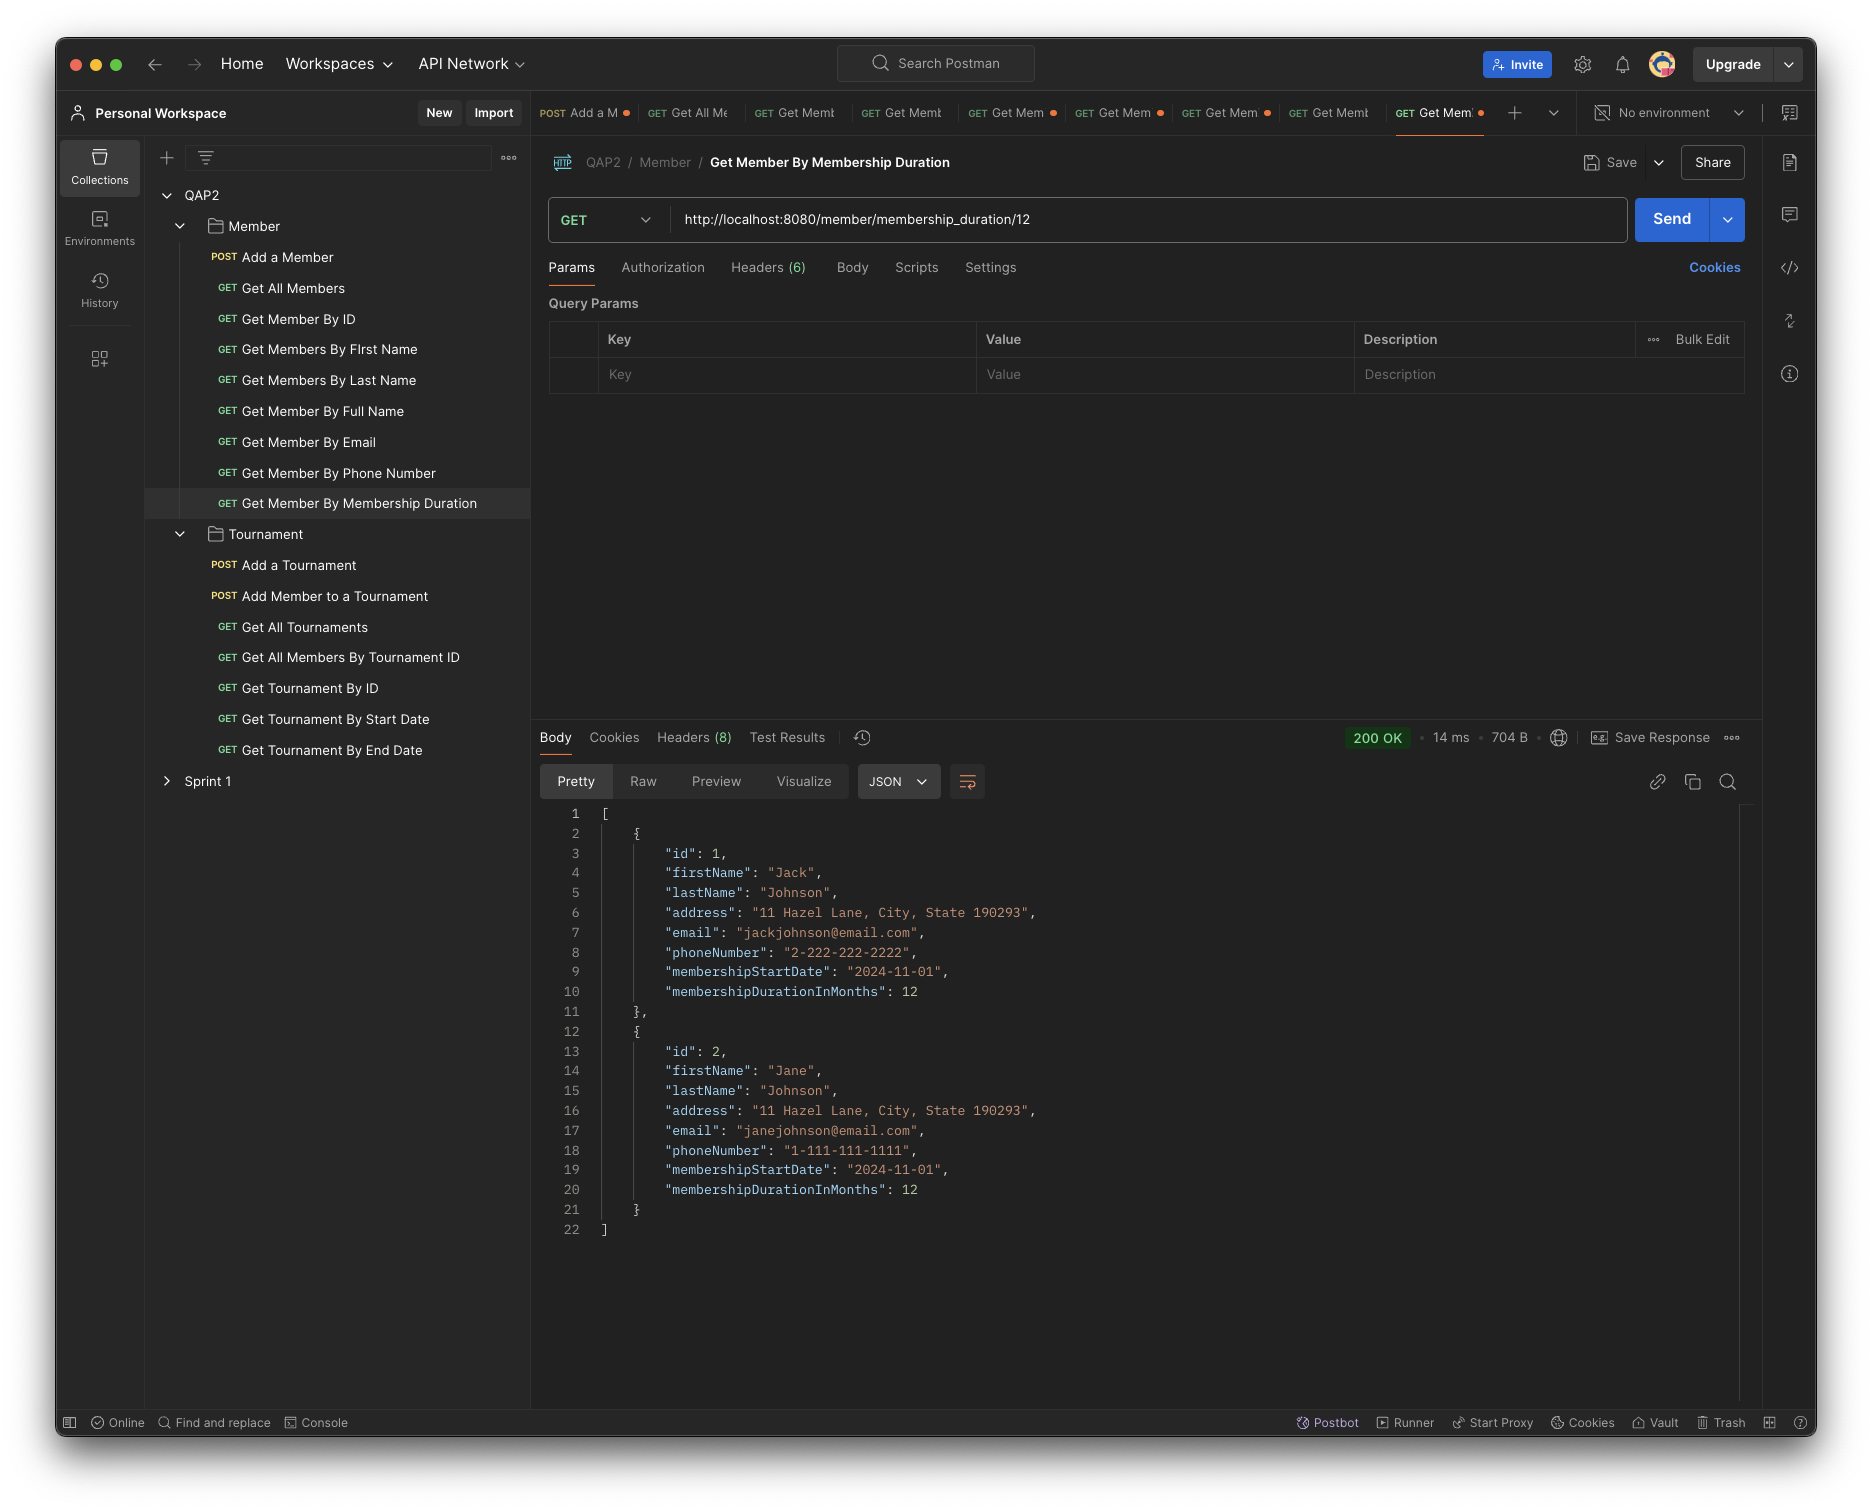 Home Workspaces API Network Search Postman Invite Upgrade
Personal Workspace New Import
POST Add a M GET Get All Me GET Get Memb GET Get Memb GET Get Mem GET Get Mem GET Get Mem GET Get Memb GET Get Mem No environment
Collections
Environments
History
QAP2
Member
POST Add a Member
GET Get All Members
GET Get Member By ID
GET Get Members By FIrst Name
GET Get Members By Last Name
GET Get Member By Full Name
GET Get Member By Email
GET Get Member By Phone Number
GET Get Member By Membership Duration
Tournament
POST Add a Tournament
POST Add Member to a Tournament
GET Get All Tournaments
GET Get All Members By Tournament ID
GET Get Tournament By ID
GET Get Tournament By Start Date
GET Get Tournament By End Date
Sprint 1
HTTP QAP2 / Member / Get Member By Membership Duration Save Share
GET http://localhost:8080/member/membership_duration/12 Send
Params Authorization Headers (6) Body Scripts Settings Cookies
Query Params
Key Value Description Bulk Edit
Key Value Description
Body Cookies Headers (8) Test Results 200 OK • 14 ms • 704 B • e.g. Save Response
Pretty Raw Preview Visualize JSON
1 [
2 {
3 "id": 1,
4 "firstName": "Jack",
5 "lastName": "Johnson",
6 "address": "11 Hazel Lane, City, State 190293",
7 "email": "jackjohnson@email.com",
8 "phoneNumber": "2-222-222-2222",
9 "membershipStartDate": "2024-11-01",
10 "membershipDurationInMonths": 12
11 },
12 {
13 "id": 2,
14 "firstName": "Jane",
15 "lastName": "Johnson",
16 "address": "11 Hazel Lane, City, State 190293",
17 "email": "janejohnson@email.com",
18 "phoneNumber": "1-111-111-1111",
19 "membershipStartDate": "2024-11-01",
20 "membershipDurationInMonths": 12
21 }
22 ]
Online Find and replace Console Postbot Runner Start Proxy Cookies Vault Trash